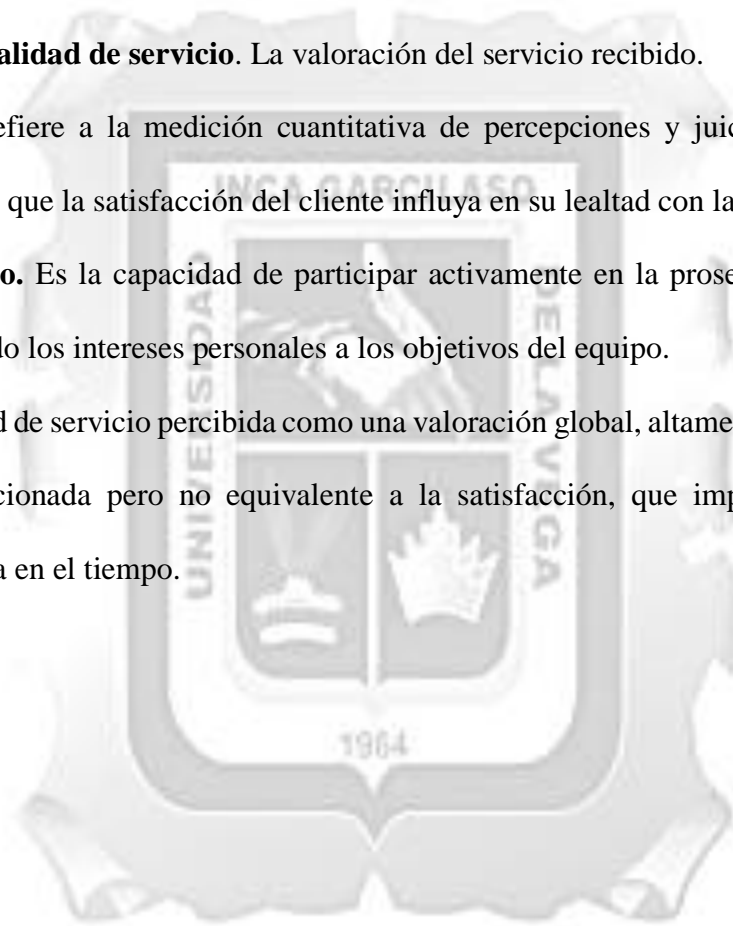 alidad de servicio. La valoración del servicio recibido.
efiere a la medición cuantitativa de percepciones y juic
que la satisfacción del cliente influya en su lealtad con la
o. Es la capacidad de participar activamente en la prose
do los intereses personales a los objetivos del equipo.
d de servicio percibida como una valoración global, altame
cionada pero no equivalente a la satisfacción, que imp
a en el tiempo.
INCA GARCILASO
UNIVERSIDAD
DE LA VEGA
1964